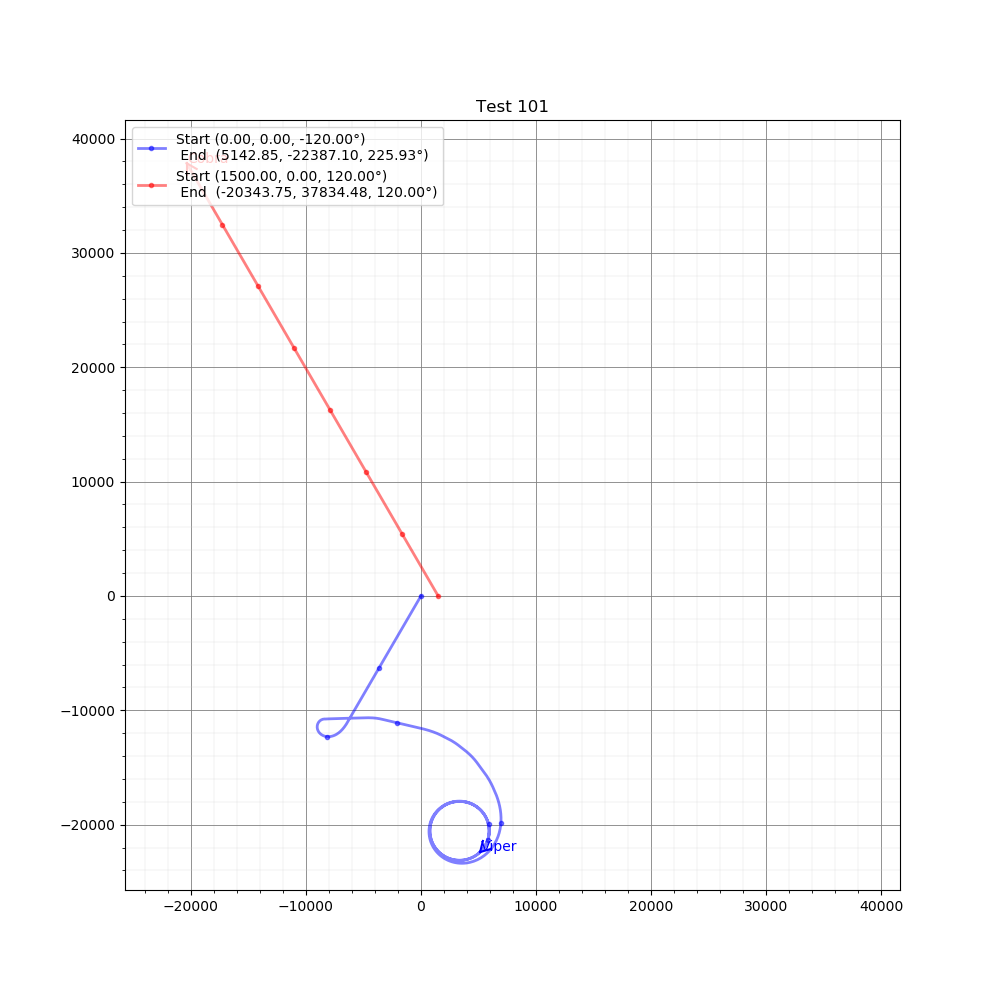 Test 101
Start (0.00, 0.00, -120.00°)
End (5142.85, -22387.10, 225.93°)
Start (1500.00, 0.00, 120.00°)
End (-20343.75, 37834.48, 120.00°)
40000
30000
20000
10000
0
−10000
−20000
Viper
−20000 −10000 0 10000 20000 30000 40000